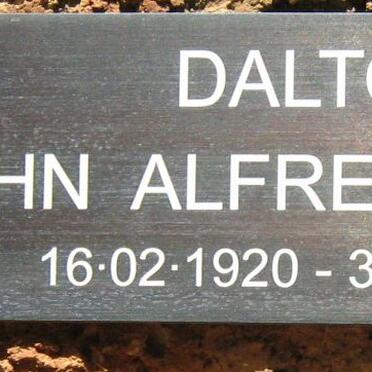 DALTO
HN ALFRE
16·02·1920 - 3